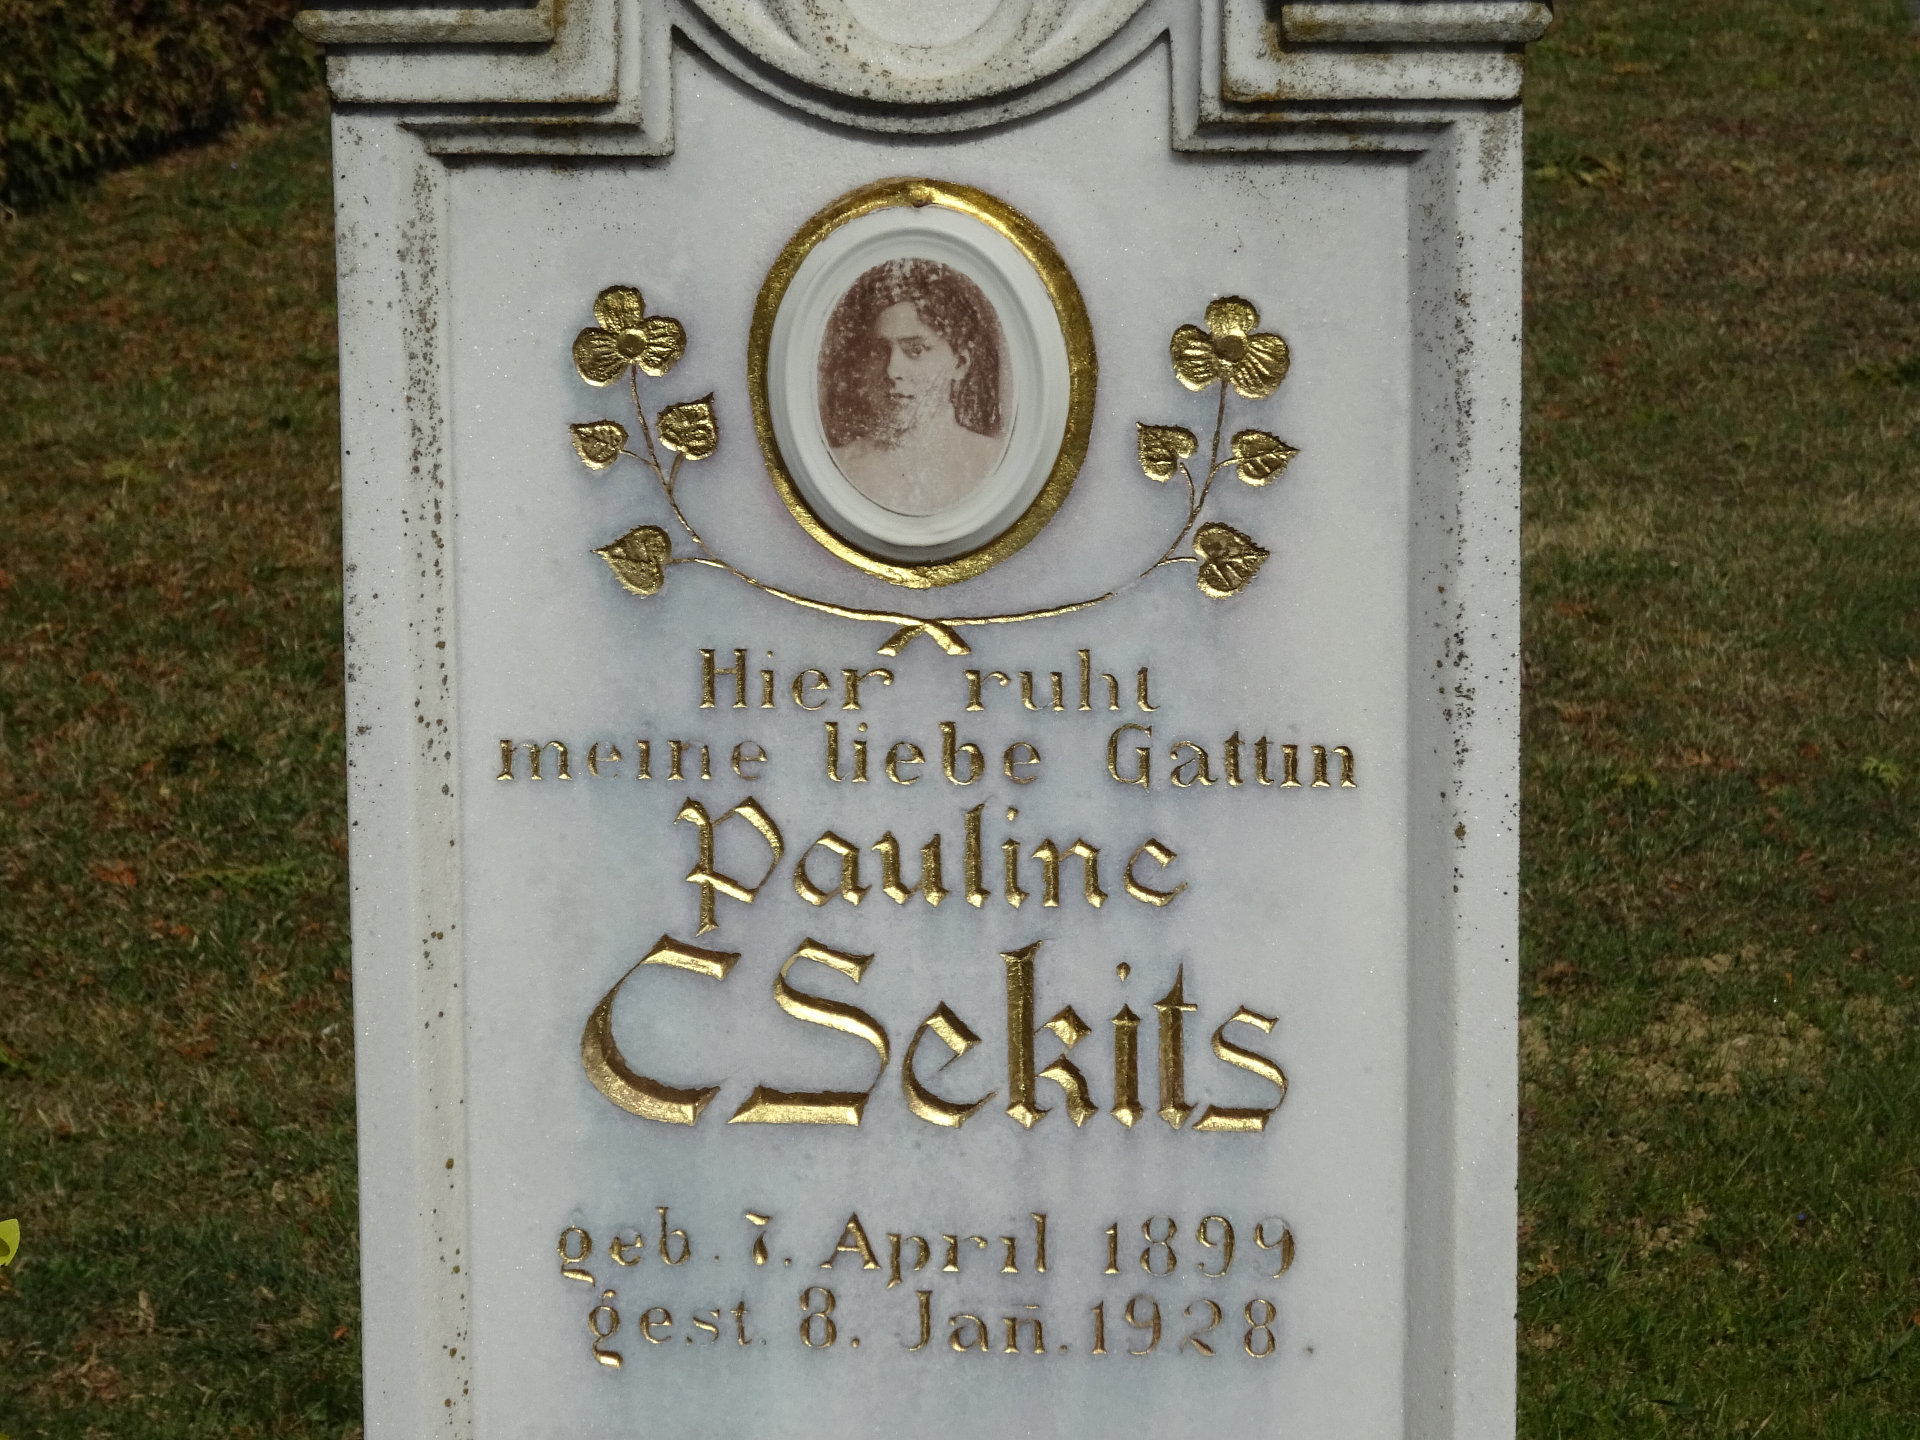 Hier ruht
meine liebe Gattin
Pauline
CSekits
geb. 7. April 1899
gest. 8. Jan̄. 1928.